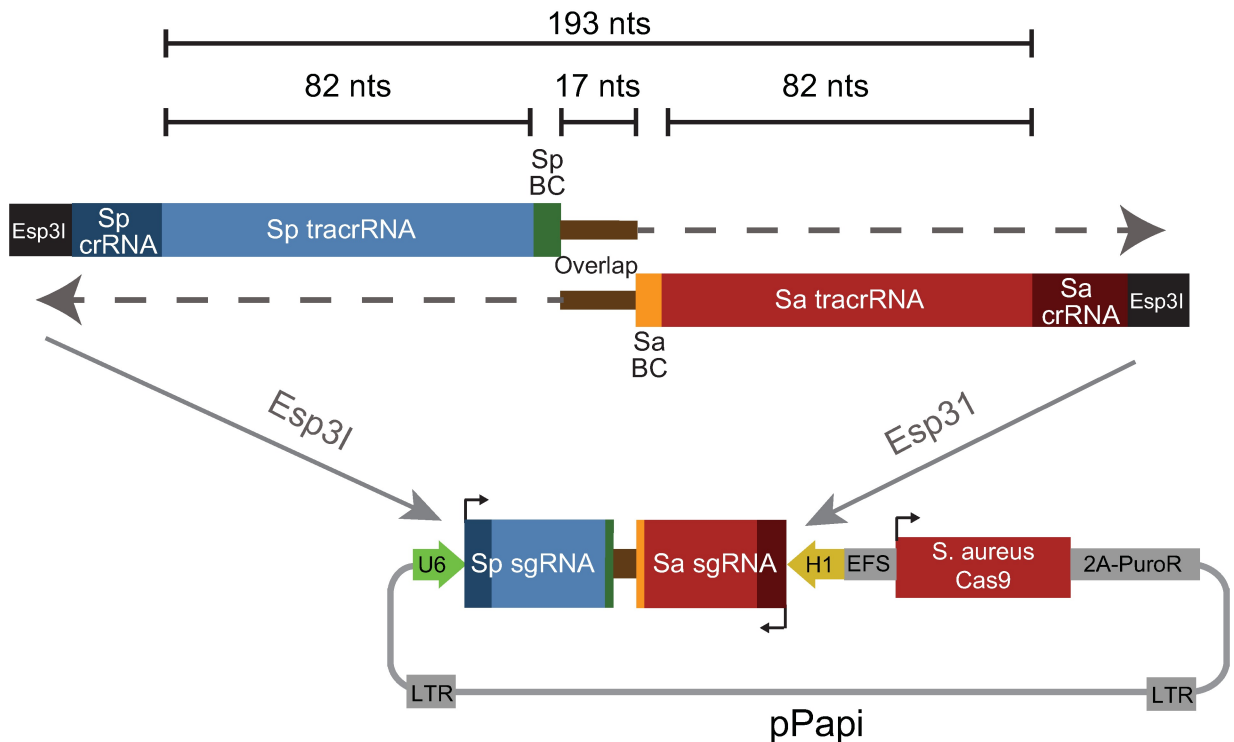 193 nts
82 nts
17 nts
82 nts
Sp
BC
Esp3I
Sp
crRNA
Sp tracrRNA
Overlap
Sa tracrRNA
Sa
crRNA
Esp3I
Sa
BC
Esp3I
Esp31
U6
Sp sgRNA
Sa sgRNA
H1
EFS
S. aureus
Cas9
2A-PuroR
LTR
LTR
pPapi